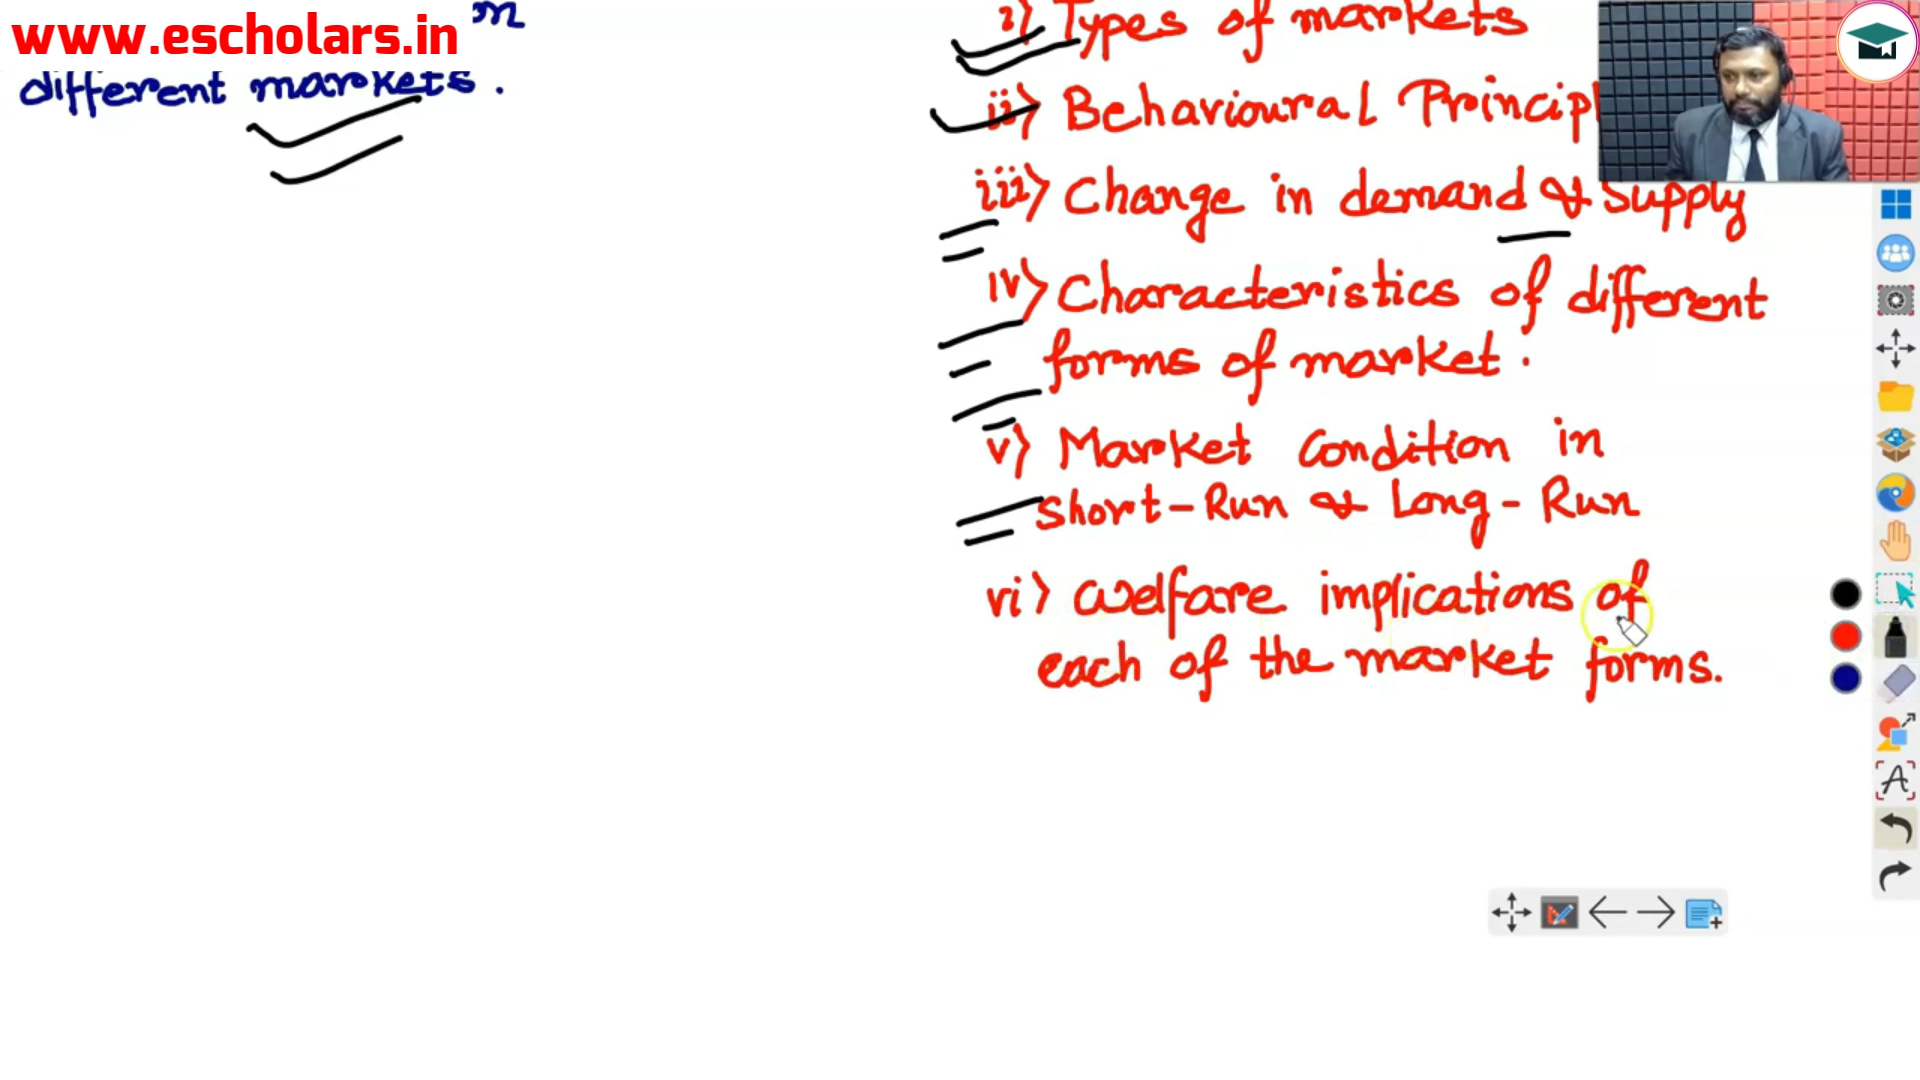 www.escholars.in
different markets.
i) Types of markets
ii) Behavioural
iii) Change in demand & Supply
iv) Characteristics of different
forms of market.
v) Market condition in
Short-Run & Long-Run
vi) Welfare implications of
each of the market forms.